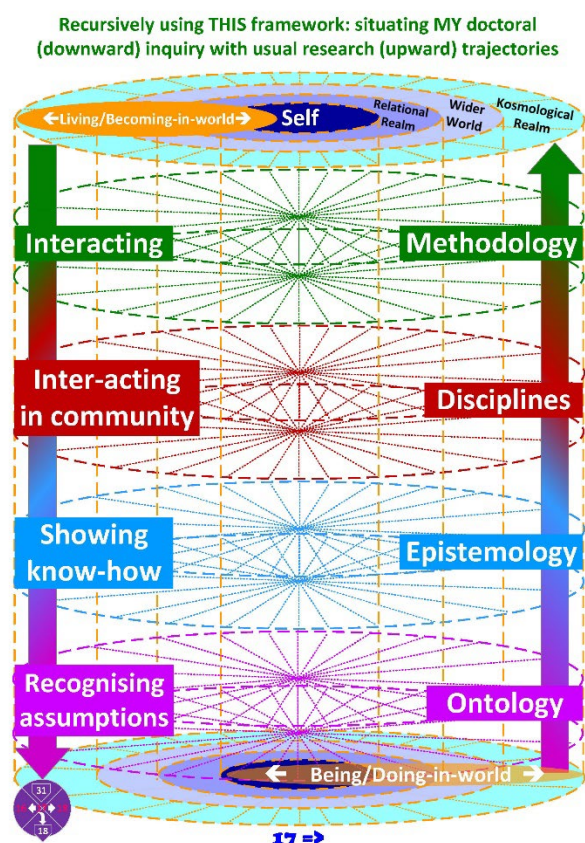 Recursively using THIS framework: situating MY doctoral
(downward) inquiry with usual research (upward) trajectories
Living/Becoming-in-world
Self
Relational
Realm
Wider
World
Kosmological
Realm
Interacting
Methodology
Inter-acting
in community
Disciplines
Showing
know-how
Epistemology
Recognising
assumptions
Ontology
Being/Doing-in-world
31
18
17 =>